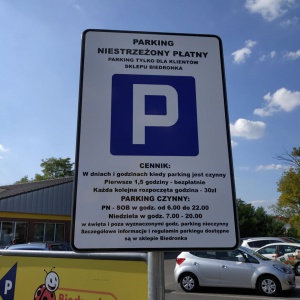 PARKING
NIESTRZEŻONY PŁATNY
PARKING TYLKO DLA KLIENTÓW
SKLEPU BIEDRONKA
P
CENNIK:
W dniach i godzinach kiedy parking jest czynny
Pierwsze 1,5 godziny - bezpłatnie
Każda kolejna rozpoczęta godzina - 30zł
PARKING CZYNNY:
PN - SOB w godz. od 6.00 do 22.00
Niedziela w godz. 7.00 - 20.00
w święta i poza wyznaczonymi godz. parking nieczynny
Szczegółowe informacje i regulamin parkingu dostępne
są w sklepie Biedronka
P